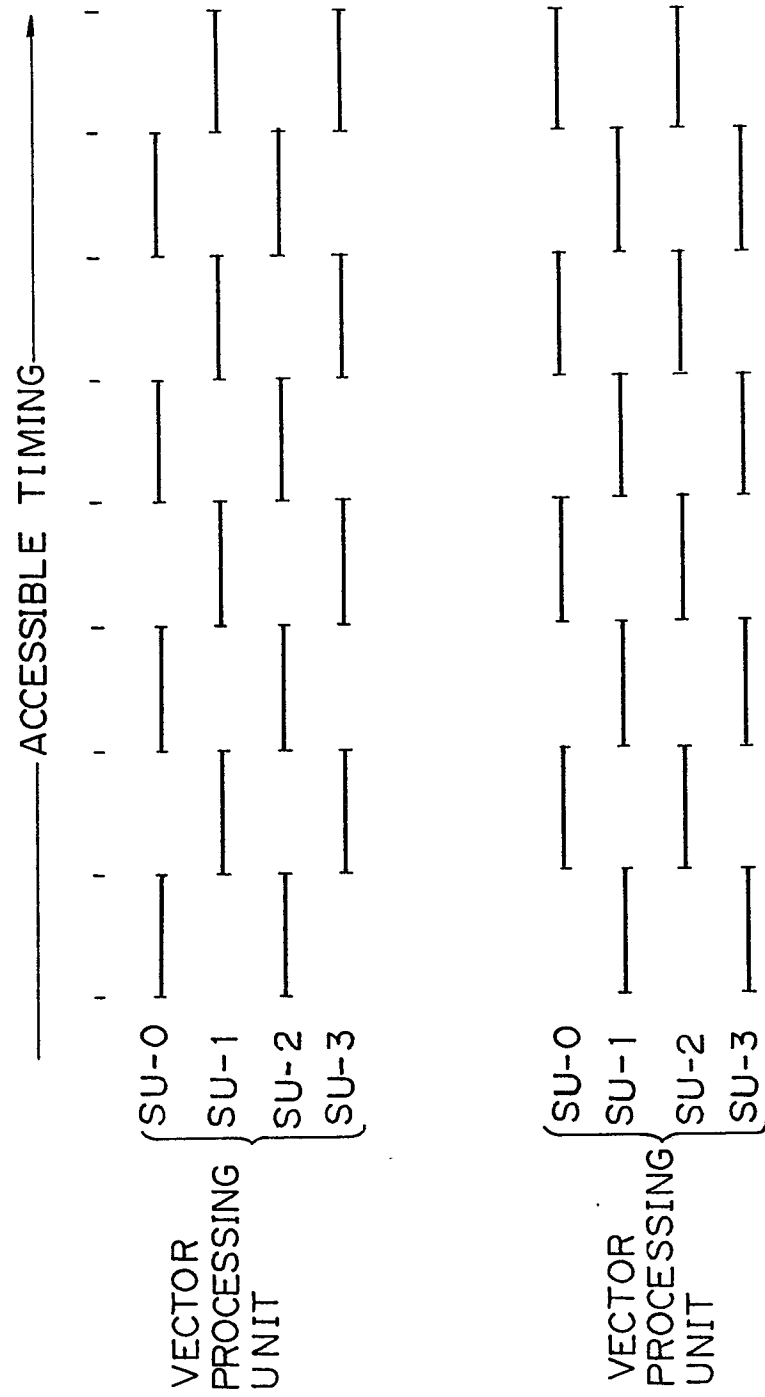 ACCESSIBLE TIMING
VECTOR
PROCESSING
UNIT
SU-0
SU-1
SU-2
SU-3
VECTOR
PROCESSING
UNIT
SU-0
SU-1
SU-2
SU-3